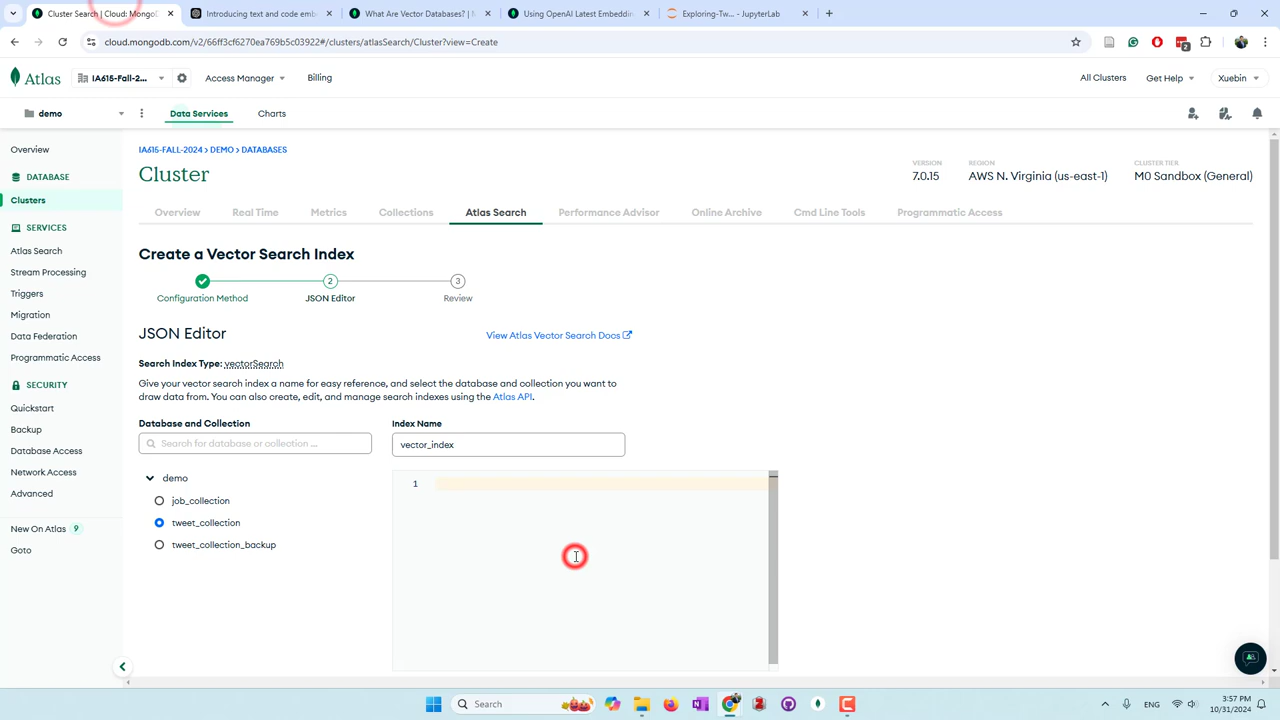 Cluster Search | Cloud: MongoD
Introducing text and code emb
What Are Vector Databases? | M
Using OpenAI Latest Embeddin
Exploring-Tw... - JupyterLab
cloud.mongodb.com/v2/66ff3cf6270ea769b5c03922#/clusters/atlasSearch/Cluster?view=Create
2
Atlas
IA615-Fall-2...
Access Manager
Billing
All Clusters
Get Help
Xuebin
demo
Data Services
Charts
Overview
DATABASE
Clusters
SERVICES
Atlas Search
Stream Processing
Triggers
Migration
Data Federation
Programmatic Access
SECURITY
Quickstart
Backup
Database Access
Network Access
Advanced
New On Atlas 9
Goto
IA615-FALL-2024 > DEMO > DATABASES
Cluster
VERSION
7.0.15
REGION
AWS N. Virginia (us-east-1)
CLUSTER TIER
M0 Sandbox (General)
Overview
Real Time
Metrics
Collections
Atlas Search
Performance Advisor
Online Archive
Cmd Line Tools
Programmatic Access
Create a Vector Search Index
2
3
Configuration Method
JSON Editor
Review
JSON Editor
View Atlas Vector Search Docs
Search Index Type: vectorSearch
Give your vector search index a name for easy reference, and select the database and collection you want to
draw data from. You can also create, edit, and manage search indexes using the Atlas API.
Database and Collection
Search for database or collection ...
demo
job_collection
tweet_collection
tweet_collection_backup
Index Name
vector_index
1
Search
ENG
3:57 PM
10/31/2024